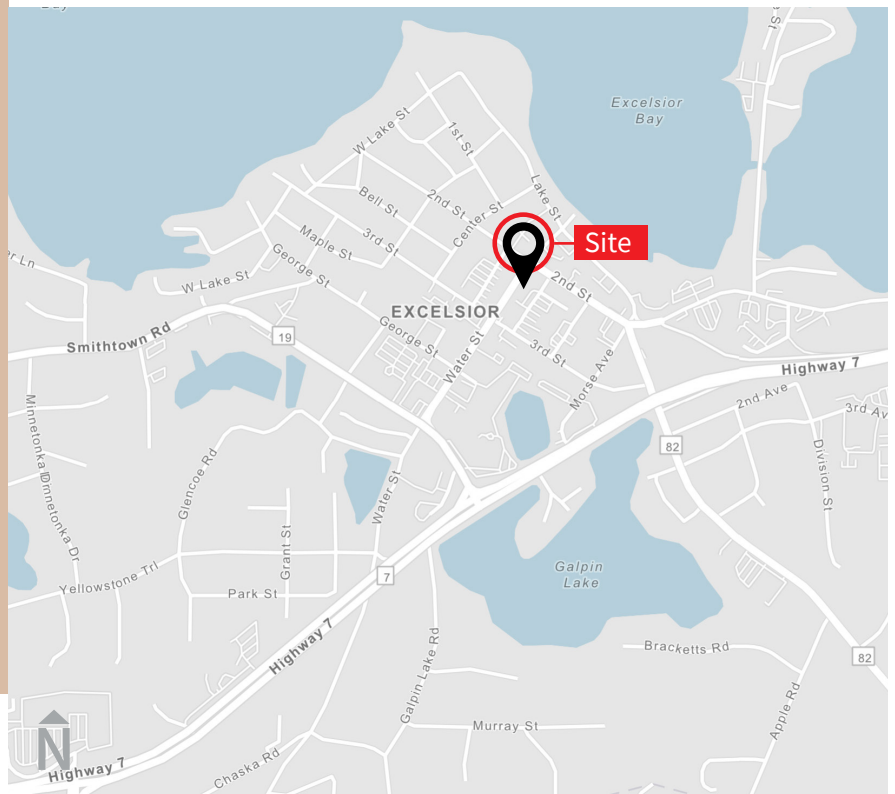 Bay
St
Excelsior
Bay
W Lake St
1st St
Lake St
Bell St
2nd St
Center St
Site
Maple St
3rd St
George St
W Lake St
2nd St
EXCELSIOR
Smithtown Rd
19
George St
Water St
3rd St
Morse Ave
Highway 7
2nd Ave
3rd Av
82
Division St
Minnetonka Dr
Glencoe Rd
Water St
Grant St
Galpin
Lake
Yellowstone Trl
Park St
7
Highway 7
Galpin Lake Rd
Bracketts Rd
82
Apple Rd
Murray St
N
Highway 7
Chaska Rd